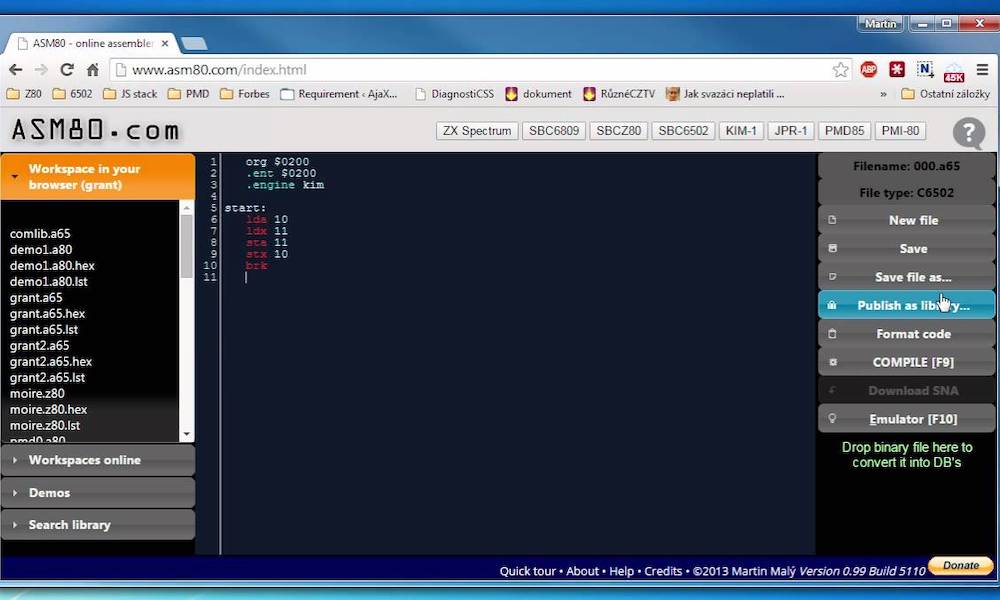 Martin
ASM80 - online assembler
www.asm80.com/index.html
ABP
N
45K
Z80 6502 JS stack PMD Forbes Requirement ‹ AjaX... DiagnostiCSS dokument RůznéCZTV Jak svazáci neplatili ... » Ostatní záložky
ASM80.com
ZX Spectrum SBC6809 SBCZ80 SBC6502 KIM-1 JPR-1 PMD85 PMI-80 ?
Workspace in your
browser (grant)
comlib.a65
demo1.a80
demo1.a80.hex
demo1.a80.lst
grant.a65
grant.a65.hex
grant.a65.lst
grant2.a65
grant2.a65.hex
grant2.a65.lst
moire.z80
moire.z80.hex
moire.z80.lst
pmd0.a80
Workspaces online
Demos
Search library
1 org $0200
2 .ent $0200
3 .engine kim
4
5 start:
6 lda 10
7 ldx 11
8 sta 11
9 stx 10
10 brk
11
Filename: 000.a65
File type: C6502
New file
Save
Save file as...
Publish as library...
Format code
COMPILE [F9]
Download SNA
Emulator [F10]
Drop binary file here to
convert it into DB's
Quick tour • About • Help • Credits • ©2013 Martin Malý Version 0.99 Build 5110
Donate